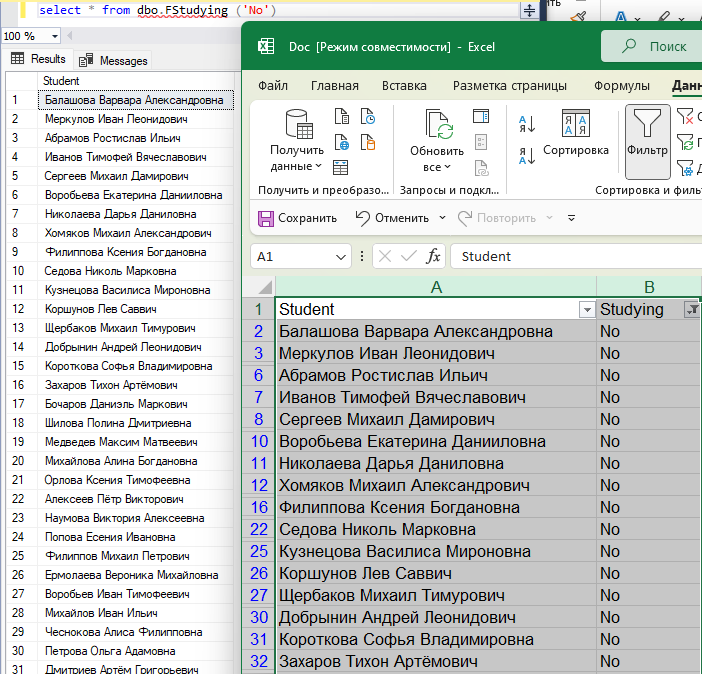 select * from dbo.FStudying ('No')
100 %
Results Messages
Student
1 Балашова Варвара Александровна
2 Меркулов Иван Леонидович
3 Абрамов Ростислав Ильич
4 Иванов Тимофей Вячеславович
5 Сергеев Михаил Дамирович
6 Воробьева Екатерина Данииловна
7 Николаева Дарья Даниловна
8 Хомяков Михаил Александрович
9 Филиппова Ксения Богдановна
10 Седова Николь Марковна
11 Кузнецова Василиса Мироновна
12 Коршунов Лев Саввич
13 Щербаков Михаил Тимурович
14 Добрынин Андрей Леонидович
15 Короткова Софья Владимировна
16 Захаров Тихон Артёмович
17 Бочаров Даниэль Маркович
18 Шилова Полина Дмитриевна
19 Медведев Максим Матвеевич
20 Михайлова Алина Богдановна
21 Орлова Ксения Тимофеевна
22 Алексеев Пётр Викторович
23 Наумова Виктория Алексеевна
24 Попова Есения Ивановна
25 Филиппов Михаил Петрович
26 Ермолаева Вероника Михайловна
27 Воробьев Иван Тимофеевич
28 Михайлов Иван Ильич
29 Чеснокова Алиса Филипповна
30 Петрова Ольга Адамовна
31 Дмитриев Артём Григорьевич
ить
Doc [Режим совместимости] - Excel
Поиск
Файл Главная Вставка Разметка страницы Формулы Данн
Получить данные
Обновить все
Сортировка
Фильтр
Получить и преобразо...
Запросы и подкл...
Сортировка и филь
Сохранить Отменить Повторить
A1 fx Student
A B
1 Student Studying
2 Балашова Варвара Александровна No
3 Меркулов Иван Леонидович No
6 Абрамов Ростислав Ильич No
7 Иванов Тимофей Вячеславович No
8 Сергеев Михаил Дамирович No
10 Воробьева Екатерина Данииловна No
11 Николаева Дарья Даниловна No
12 Хомяков Михаил Александрович No
16 Филиппова Ксения Богдановна No
22 Седова Николь Марковна No
25 Кузнецова Василиса Мироновна No
26 Коршунов Лев Саввич No
27 Щербаков Михаил Тимурович No
30 Добрынин Андрей Леонидович No
31 Короткова Софья Владимировна No
32 Захаров Тихон Артёмович No